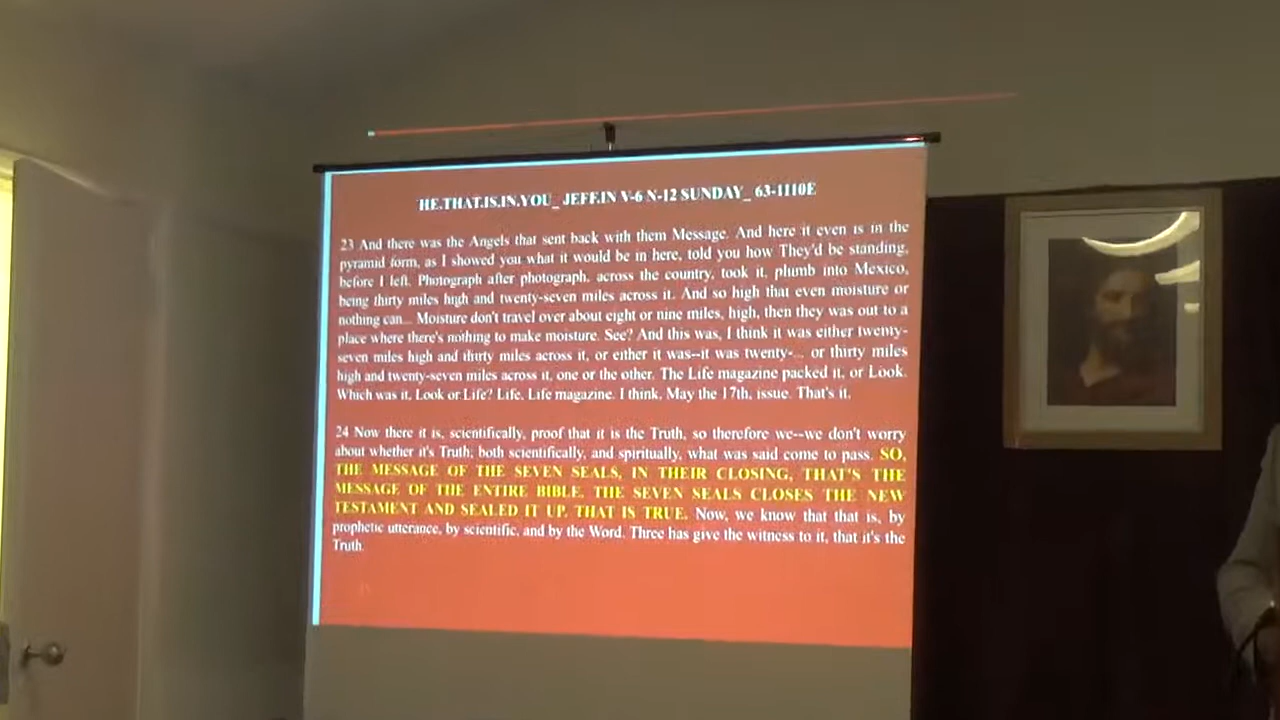 HE.THAT.IS.IN.YOU_ JEFF.IN V-6 N-12 SUNDAY_ 63-1110E
23 And there was the Angels that sent back with them Message. And here it even is in the
pyramid form, as I showed you what it would be in here, told you how They'd be standing,
before I left. Photograph after photograph, across the country, took it, plumb into Mexico,
being thirty miles high and twenty-seven miles across it. And so high that even moisture or
nothing can... Moisture don't travel over about eight or nine miles, high, then they was out to a
place where there's nothing to make moisture. See? And this was, I think it was either twenty-
seven miles high and thirty miles across it, or either it was--it was twenty-... or thirty miles
high and twenty-seven miles across it, one or the other. The Life magazine packed it, or Look.
Which was it, Look or Life? Life, Life magazine. I think, May the 17th, issue. That's it.
24 Now there it is, scientifically, proof that it is the Truth, so therefore we--we don't worry
about whether it's Truth; both scientifically, and spiritually, what was said come to pass. SO,
THE MESSAGE OF THE SEVEN SEALS, IN THEIR CLOSING, THAT'S THE
MESSAGE OF THE ENTIRE BIBLE, THE SEVEN SEALS CLOSES THE NEW
TESTAMENT AND SEALED IT UP. THAT IS TRUE. Now, we know that that is, by
prophetic utterance, by scientific, and by the Word. Three has give the witness to it, that it's the
Truth.